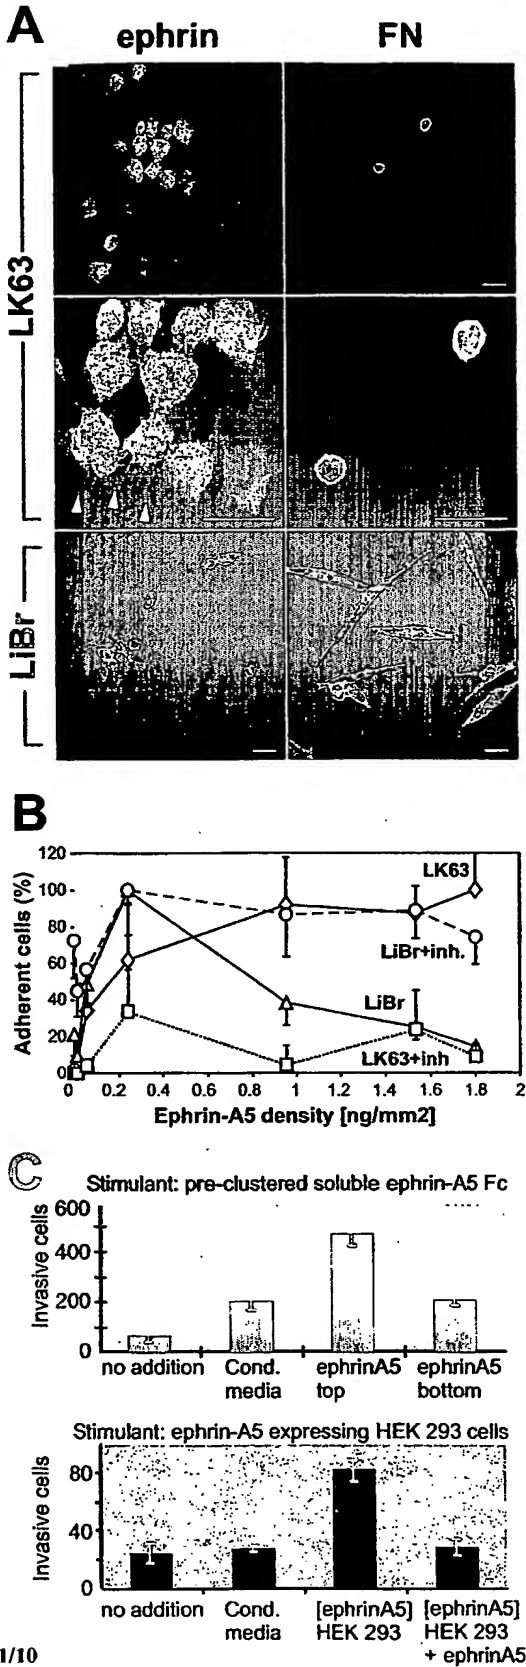 A
ephrin FN
LK63
LiBr
B
120
100
80
60
40
20
0
Adherent cells (%)
LK63
LiBr+inh.
LiBr
LK63+inh
0 0.2 0.4 0.6 0.8 1 1.2 1.4 1.6 1.8 2
Ephrin-A5 density [ng/mm2]
C
Stimulant: pre-clustered soluble ephrin-A5 Fc
600
400
200
0
Invasive cells
no addition Cond. ephrinA5 ephrinA5
media top bottom
Stimulant: ephrin-A5 expressing HEK 293 cells
80
40
0
Invasive cells
no addition Cond. [ephrinA5] [ephrinA5]
media HEK 293 HEK 293
1/10 + ephrinA5